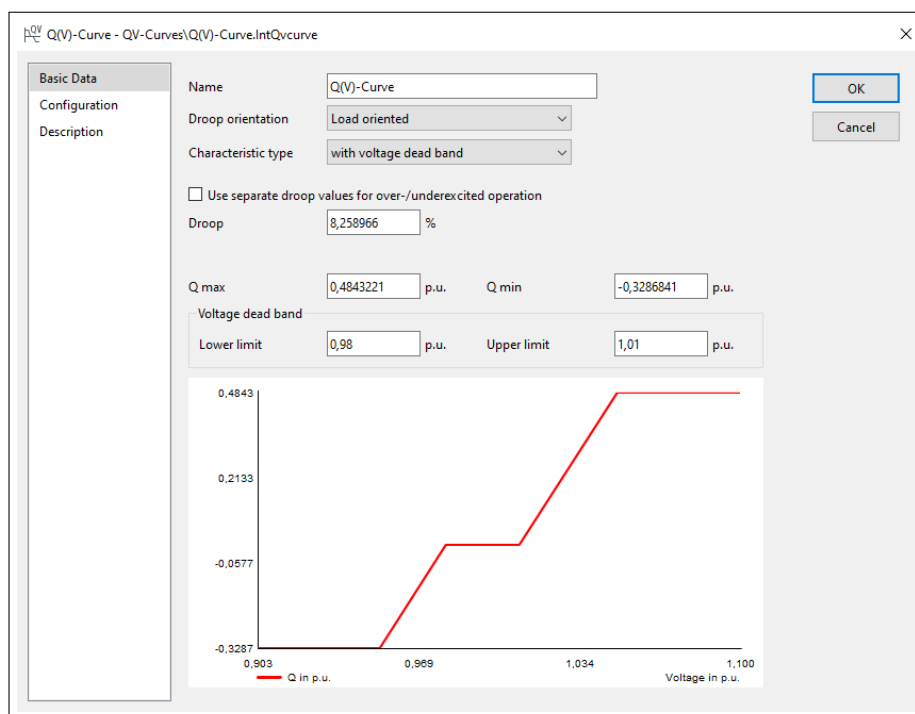 QV Q(V)-Curve - QV-Curves\Q(V)-Curve.IntQvcurve
Basic Data
Configuration
Description
Name Q(V)-Curve
Droop orientation Load oriented
Characteristic type with voltage dead band
Use separate droop values for over-/underexcited operation
Droop 8,258966 %
Q max 0,4843221 p.u. Q min -0,3286841 p.u.
Voltage dead band
Lower limit 0,98 p.u. Upper limit 1,01 p.u.
OK
Cancel
0,4843
0,2133
-0,0577
-0,3287
0,903 0,969 1,034 1,100
Q in p.u. Voltage in p.u.